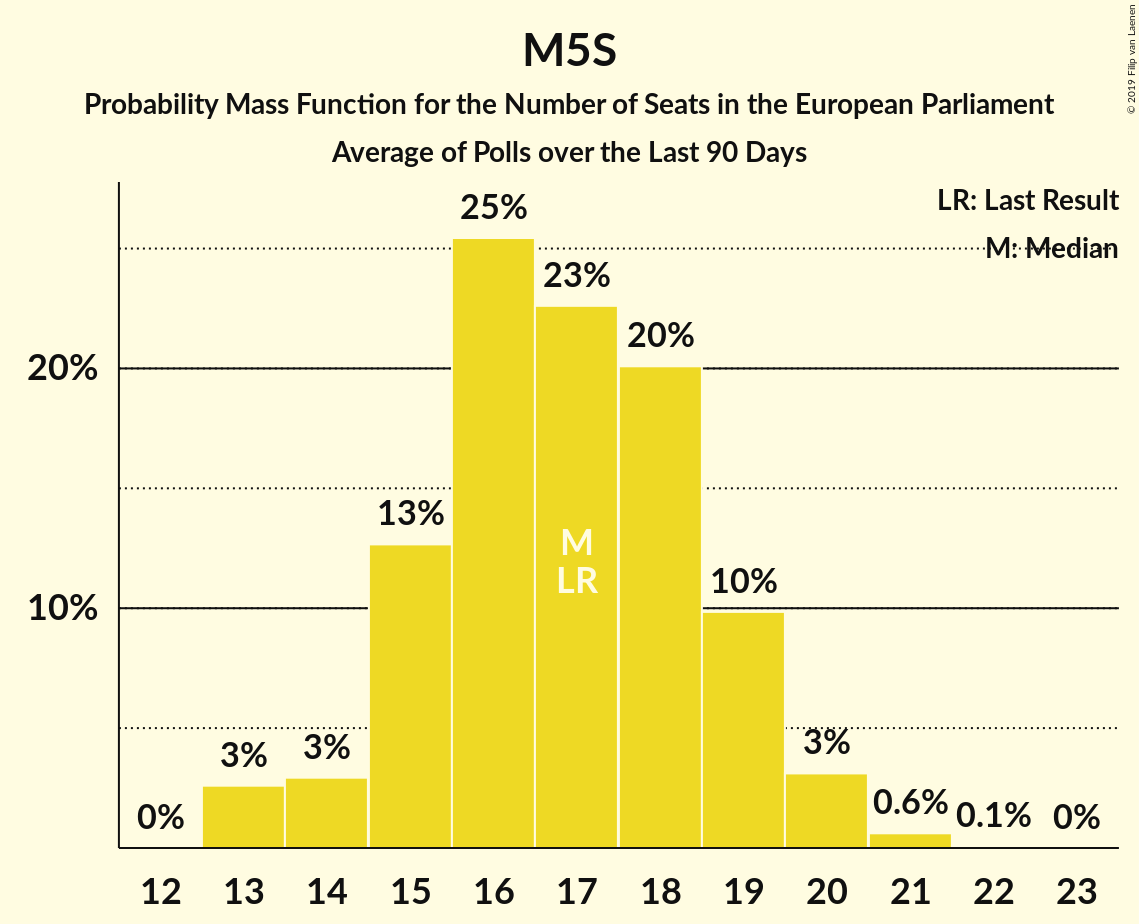 M5S
Probability Mass Function for the Number of Seats in the European Parliament
Average of Polls over the Last 90 Days
© 2019 Filip van Laenen
LR: Last Result
M: Median
25%
23%
20%
20%
13%
M
LR
10%
10%
3%
3%
3%
0%
0.6%
0.1%
0%
12 13 14 15 16 17 18 19 20 21 22 23